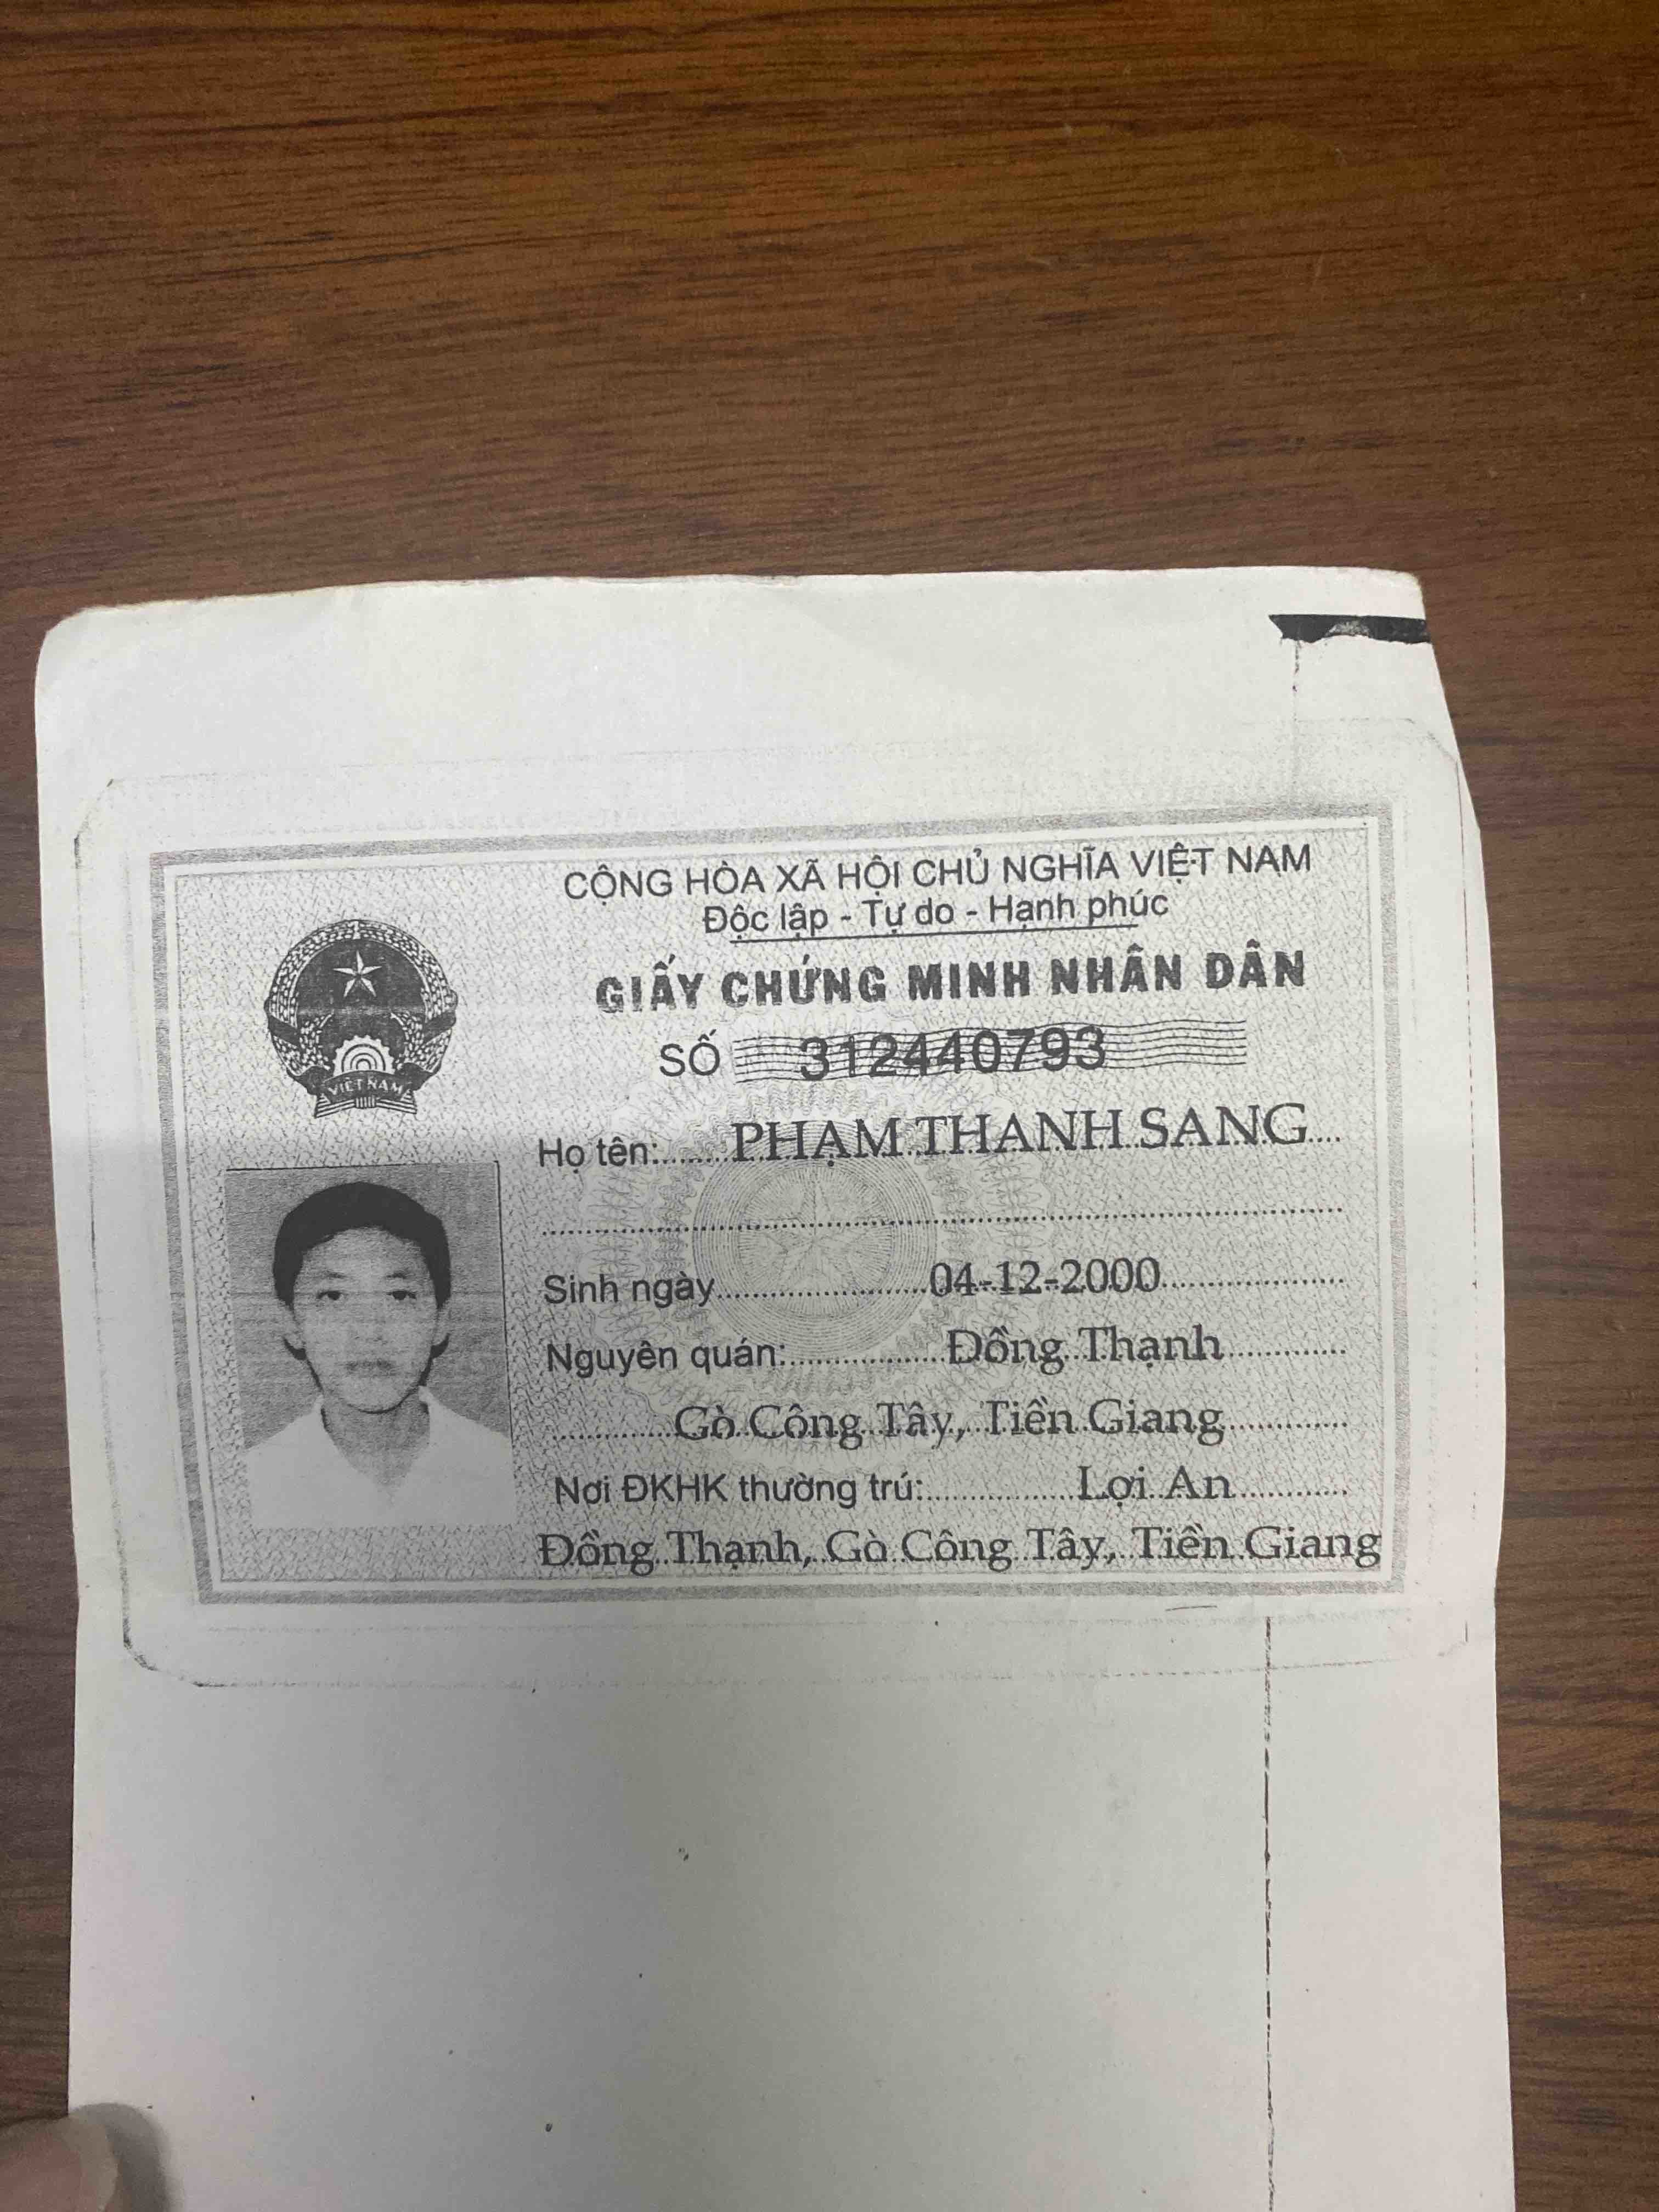 CỘNG HÒA XÃ HỘI CHỦ NGHĨA VIỆT NAM
Độc lập - Tự do - Hạnh phúc
GIẤY CHỨNG MINH NHÂN DÂN
SỐ 312440793
VIỆT NAM
Họ tên: PHẠM THANH SANG
Sinh ngày 04-12-2000
Nguyên quán: Đồng Thạnh
Gò Công Tây, Tiền Giang
Nơi ĐKHK thường trú: Lợi An
Đồng Thạnh, Gò Công Tây, Tiền Giang